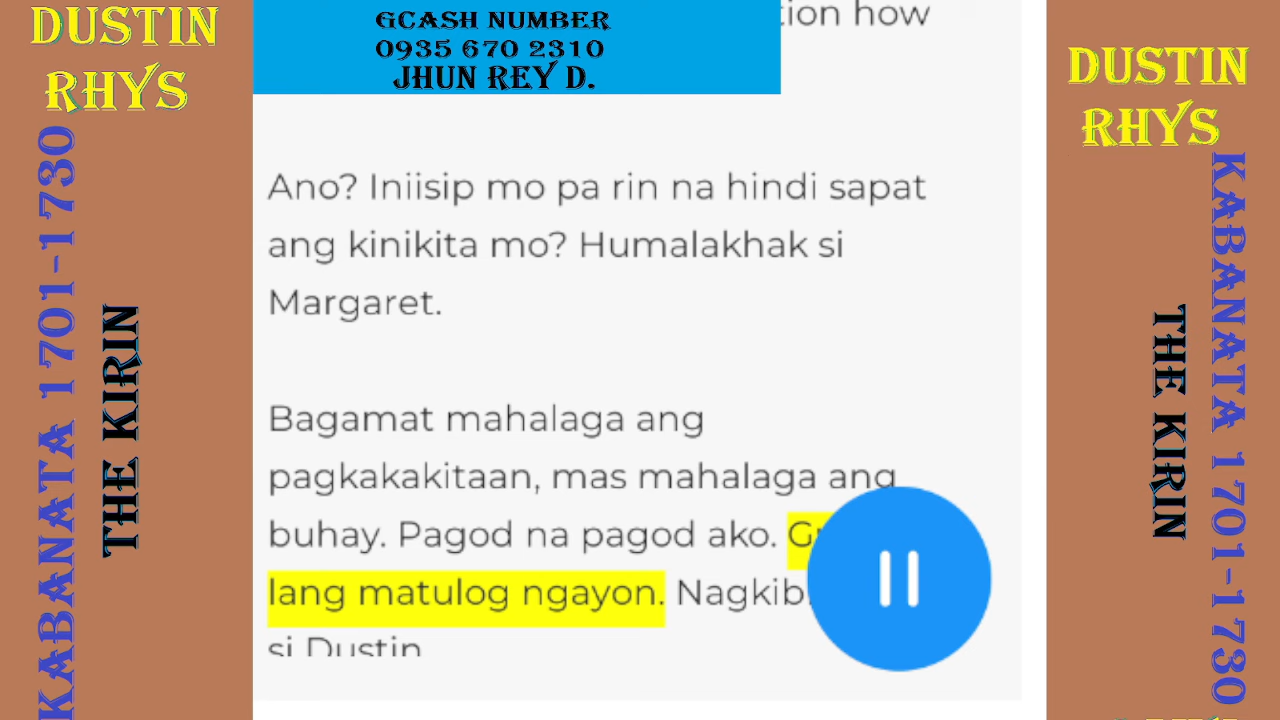 DUSTIN
RHYS
KABANATA 1701-1730
THE KIRIN
GCASH NUMBER
0935 670 2310
JHUN REY D.
how
Ano? Iniisip mo pa rin na hindi sapat
ang kinikita mo? Humalakhak si
Margaret.
Bagamat mahalaga ang
pagkakakitaan, mas mahalaga ang
buhay. Pagod na pagod ako.
lang matulog ngayon.
si Dustin
DUSTIN
RHYS
KABANATA 1701-1730
THE KIRIN